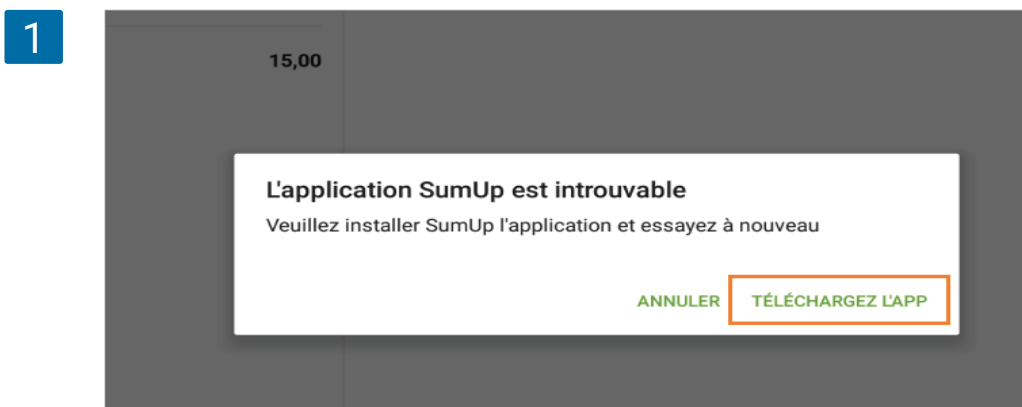 1
15,00
L'application SumUp est introuvable
Veuillez installer SumUp l'application et essayez à nouveau
ANNULER TÉLÉCHARGEZ L'APP